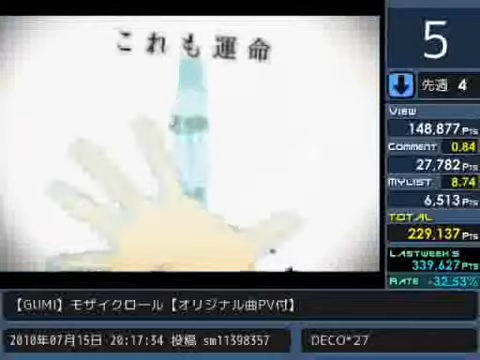 これも運命
5
先週 4
VIEW
148,877 PTS
COMMENT 0.84
27,782 PTS
MYLIST 8.74
6,513 PTS
TOTAL
229,137 PTS
LASTWEEK'S
339,627 PTS
RATE -32.53%
【GUMI】モザイクロール【オリジナル曲PV付】
2010年07月15日 20:17:34 投稿 sm11398357
DECO*27